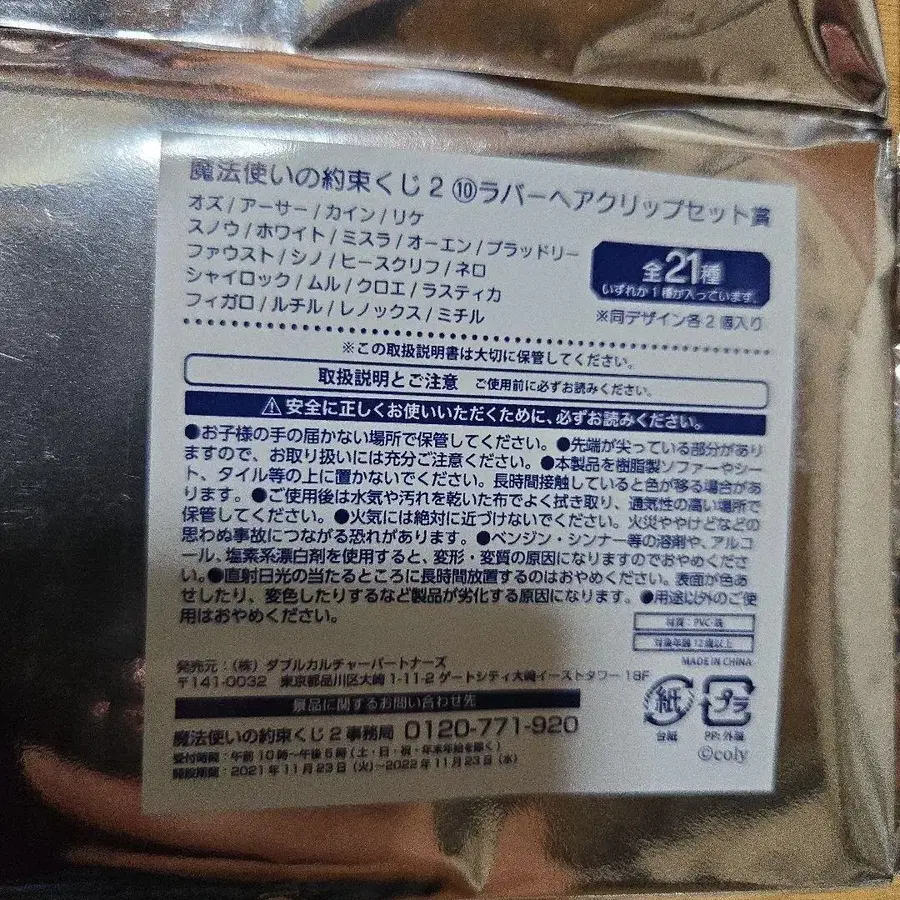 魔法使いの約束くじ2 ⑩ラバーヘアクリップセット賞
オズ/アーサー/カイン/リケ
スノウ/ホワイト/ミスラ/オーエン/ブラッドリー
ファウスト/シノ/ヒースクリフ/ネロ
シャイロック/ムル/クロエ/ラスティカ
フィガロ/ルチル/レノックス/ミチル
全21種
いずれか1種が入っています。
※同デザイン各2個入り
※この取扱説明書は大切に保管してください。
取扱説明とご注意 ご使用前に必ずお読みください。
⚠安全に正しくお使いいただくために、必ずお読みください。
●お子様の手の届かない場所で保管してください。●先端が尖っている部分があり
ますので、お取り扱いには充分ご注意ください。●本製品を樹脂製ソファーやシー
ト、タイル等の上に置かないでください。長時間接触していると色が移る場合があ
ります。●ご使用後は水気や汚れを乾いた布でよく拭き取り、通気性の高い場所で
保管してください。●火気には絶対に近づけないでください。火災ややけどなどの
思わぬ事故につながる恐れがあります。●ベンジン・シンナー等の溶剤や、アルコ
ール、塩素系漂白剤を使用すると、変形・変質の原因になりますのでおやめくださ
い。●直射日光の当たるところに長時間放置するのはおやめください。表面が色あ
せしたり、変色したりするなど製品が劣化する原因になります。●用途以外のご使
用はおやめください。
材質:PVC・鉄
対象年齢12歳以上
MADE IN CHINA
発売元:(株)ダブルカルチャーパートナーズ
〒141-0032 東京都品川区大崎1-11-2 ゲートシティ大崎イーストタワー18F
景品に関するお問い合わせ先
魔法使いの約束くじ2事務局 0120-771-920
受付時間:午前10時～午後5時(土・日・祝・年末年始を除く)
開設期間:2021年11月23日(火)～2022年11月23日(水)
紙
台紙
プラ
PP:外装
©coly